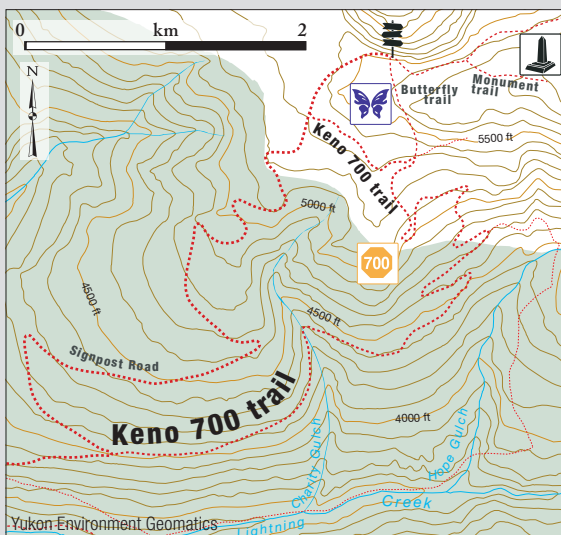 0 km 2
N
Butterfly
trail
Monument
trail
5500 ft
Keno 700 trail
5000 ft
700
4500 ft
4500 ft
Signpost Road
Keno 700 trail
4000 ft
Charity Gulch
Hope Gulch
Lightning Creek
Yukon Environment Geomatics